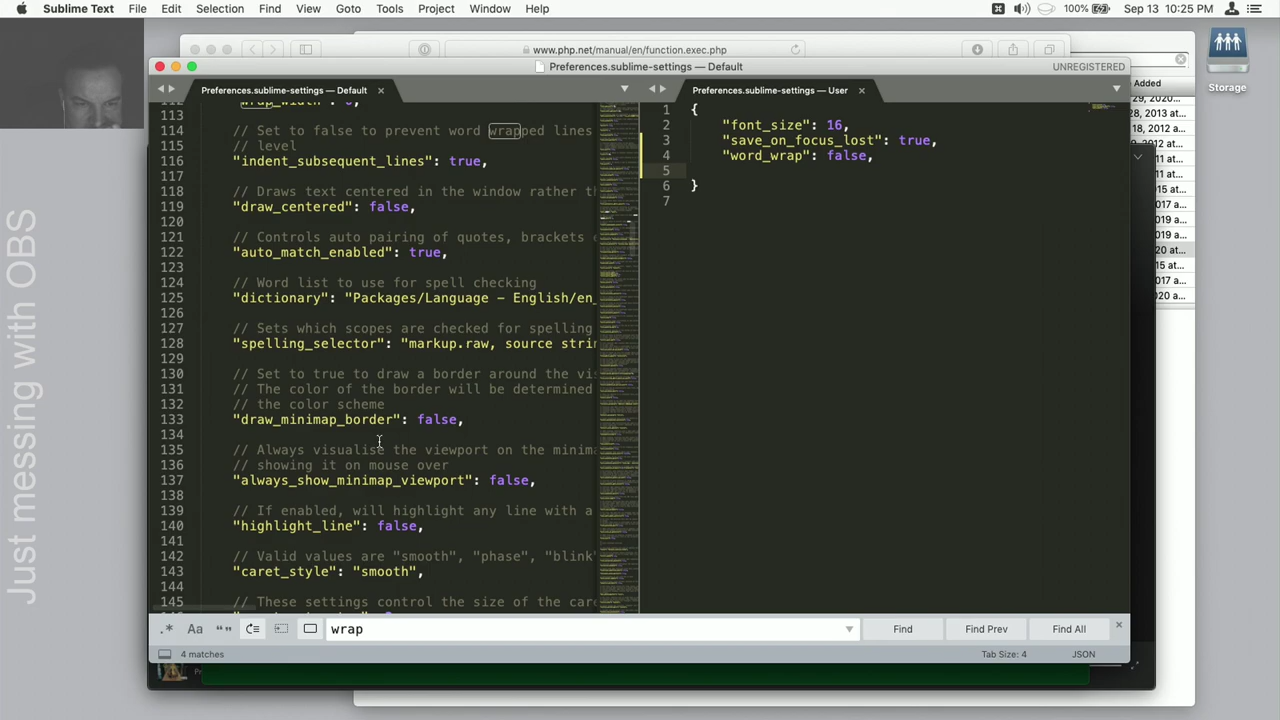 Sublime Text File Edit Selection Find View Goto Tools Project Window Help
100% Sep 13 10:25 PM
www.php.net/manual/en/function.exec.php
Preferences.sublime-settings — Default
UNREGISTERED
Preferences.sublime-settings — Default
Preferences.sublime-settings — User
Storage
Added
Just messing with OBS
113
114 // Set to false to prevent word wrapped lines
115 // level
116 "indent_subsequent_lines": true,
117
118 // Draws text centered in the window rather th
119 "draw_centered": false,
120
121 // Controls auto pairing of quotes, brackets
122 "auto_match_enabled": true,
123
124 // Word list to use for spell checking
125 "dictionary": "Packages/Language - English/en_
126
127 // Sets which scopes are checked for spelling
128 "spelling_selector": "markup.raw, source strin
129
130 // Set to true to draw a border around the vis
131 // The color of the border will be determined
132 // the color scheme
133 "draw_minimap_border": false,
134
135 // Always visualise the viewport on the minima
136 // showing it on mouse over
137 "always_show_minimap_viewport": false,
138
139 // If enabled, will highlight any line with a
140 "highlight_line": false,
141
142 // Valid values are "smooth", "phase", "blink"
143 "caret_style": "smooth",
144
145 // These settings control the size of the care
1 {
2 "font_size": 16,
3 "save_on_focus_lost": true,
4 "word_wrap": false,
5
6 }
7
.* Aa “” wrap Find Find Prev Find All
4 matches Tab Size: 4 JSON